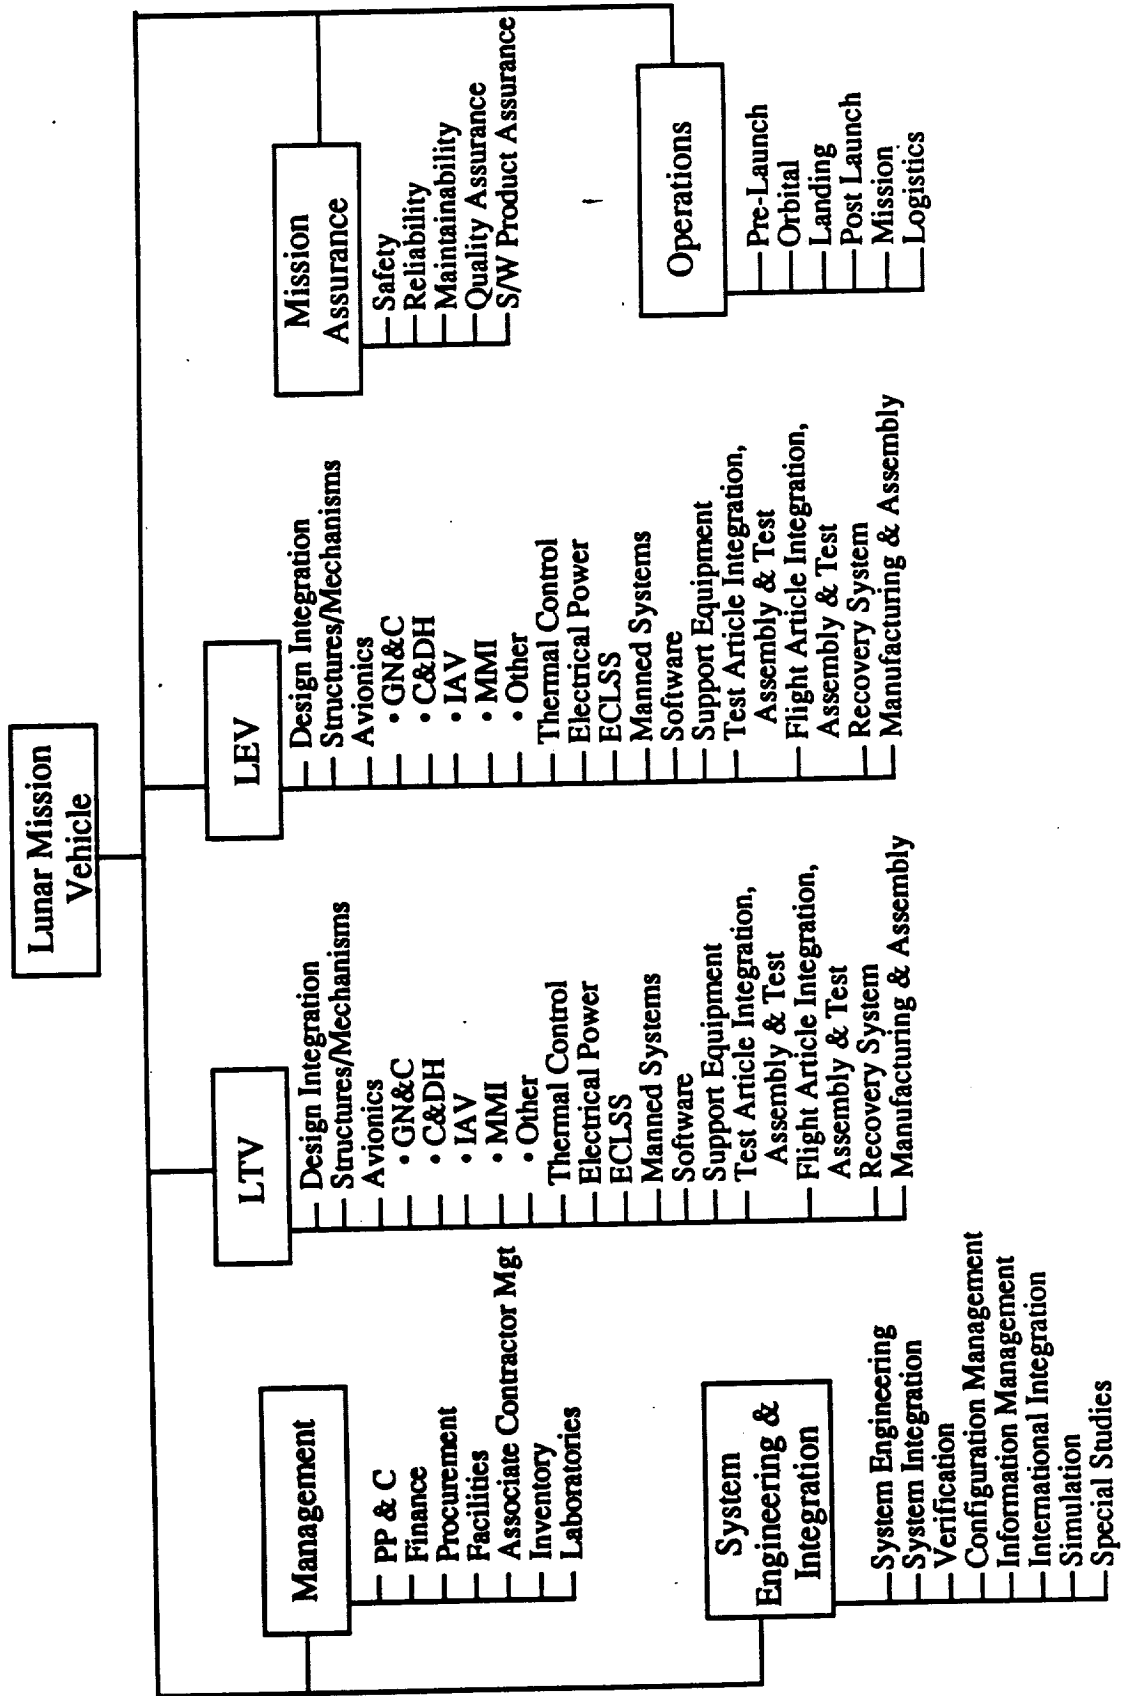 Lunar Mission
Vehicle
Management
PP & C
Finance
Procurement
Facilities
Associate Contractor Mgt
Inventory
Laboratories
System
Engineering &
Integration
System Engineering
System Integration
Verification
Configuration Management
Information Management
International Integration
Simulation
Special Studies
LTV
Design Integration
Structures/Mechanisms
Avionics
• GN&C
• C&DH
• IAV
• MMI
• Other
Thermal Control
Electrical Power
ECLSS
Manned Systems
Software
Support Equipment
Test Article Integration,
Assembly & Test
Flight Article Integration,
Assembly & Test
Recovery System
Manufacturing & Assembly
LEV
Design Integration
Structures/Mechanisms
Avionics
• GN&C
• C&DH
• IAV
• MMI
• Other
Thermal Control
Electrical Power
ECLSS
Manned Systems
Software
Support Equipment
Test Article Integration,
Assembly & Test
Flight Article Integration,
Assembly & Test
Recovery System
Manufacturing & Assembly
Mission
Assurance
Safety
Reliability
Maintainability
Quality Assurance
S/W Product Assurance
Operations
Pre-Launch
Orbital
Landing
Post Launch
Mission
Logistics